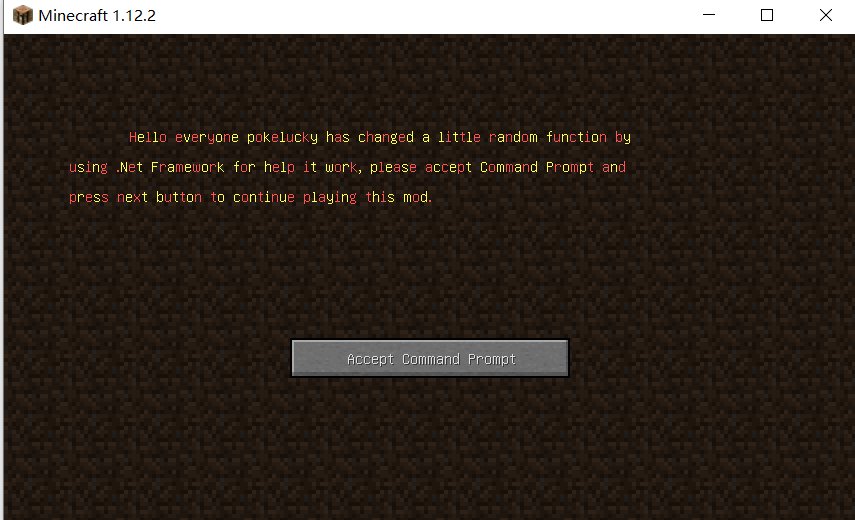 Minecraft 1.12.2
Hello everyone pokelucky has changed a little random function by
using .Net Framework for help it work, please accept Command Prompt and
press next button to continue playing this mod.
Accept Command Prompt